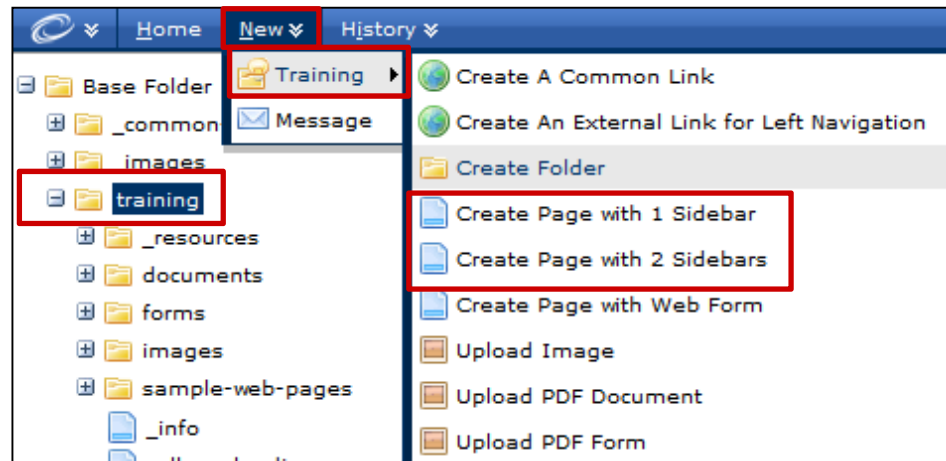 Home New History
Base Folder Training Create A Common Link
_common Message Create An External Link for Left Navigation
_images Create Folder
training Create Page with 1 Sidebar
_resources Create Page with 2 Sidebars
documents Create Page with Web Form
forms Upload Image
images Upload PDF Document
sample-web-pages Upload PDF Form
_info